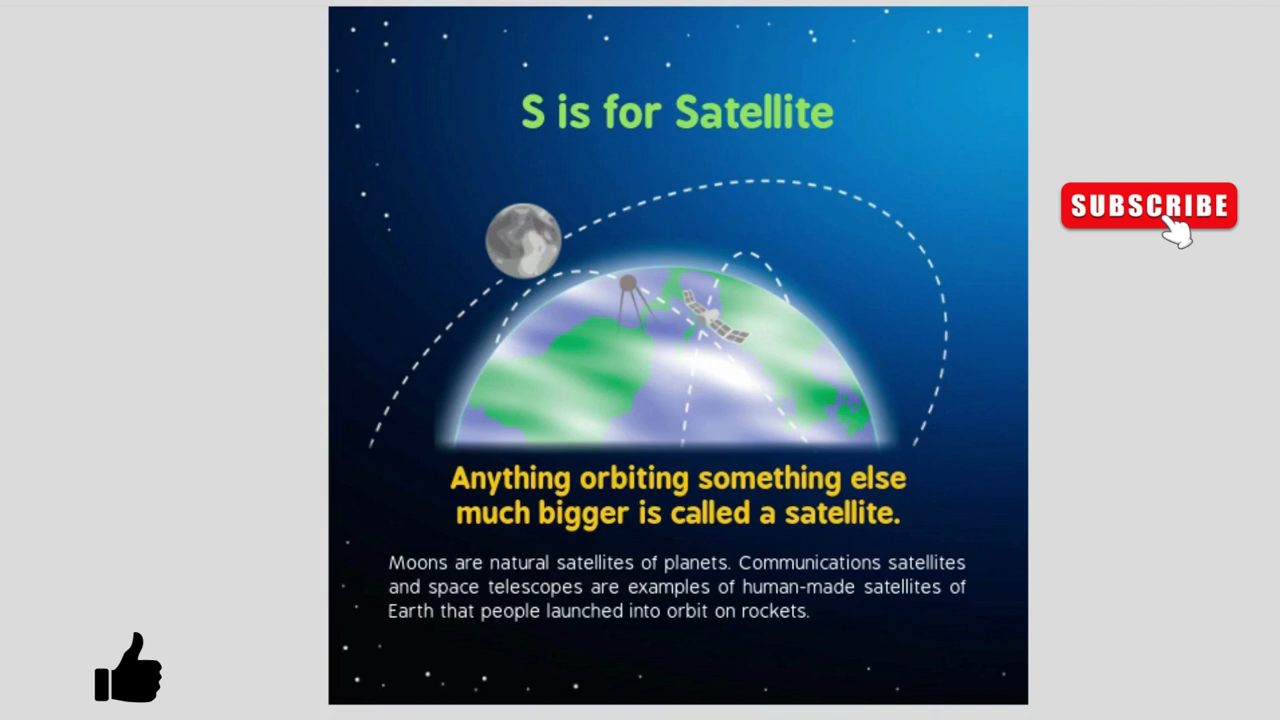 S is for Satellite
SUBSCRIBE
Anything orbiting something else
much bigger is called a satellite.
Moons are natural satellites of planets. Communications satellites
and space telescopes are examples of human-made satellites of
Earth that people launched into orbit on rockets.